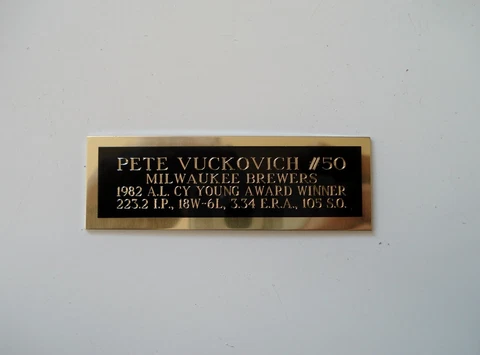 PETE VUCKOVICH #50
MILWAUKEE BREWERS
1982 A.L. CY YOUNG AWARD WINNER
223.2 I.P., 18W-6L, 3.34 E.R.A., 105 S.O.